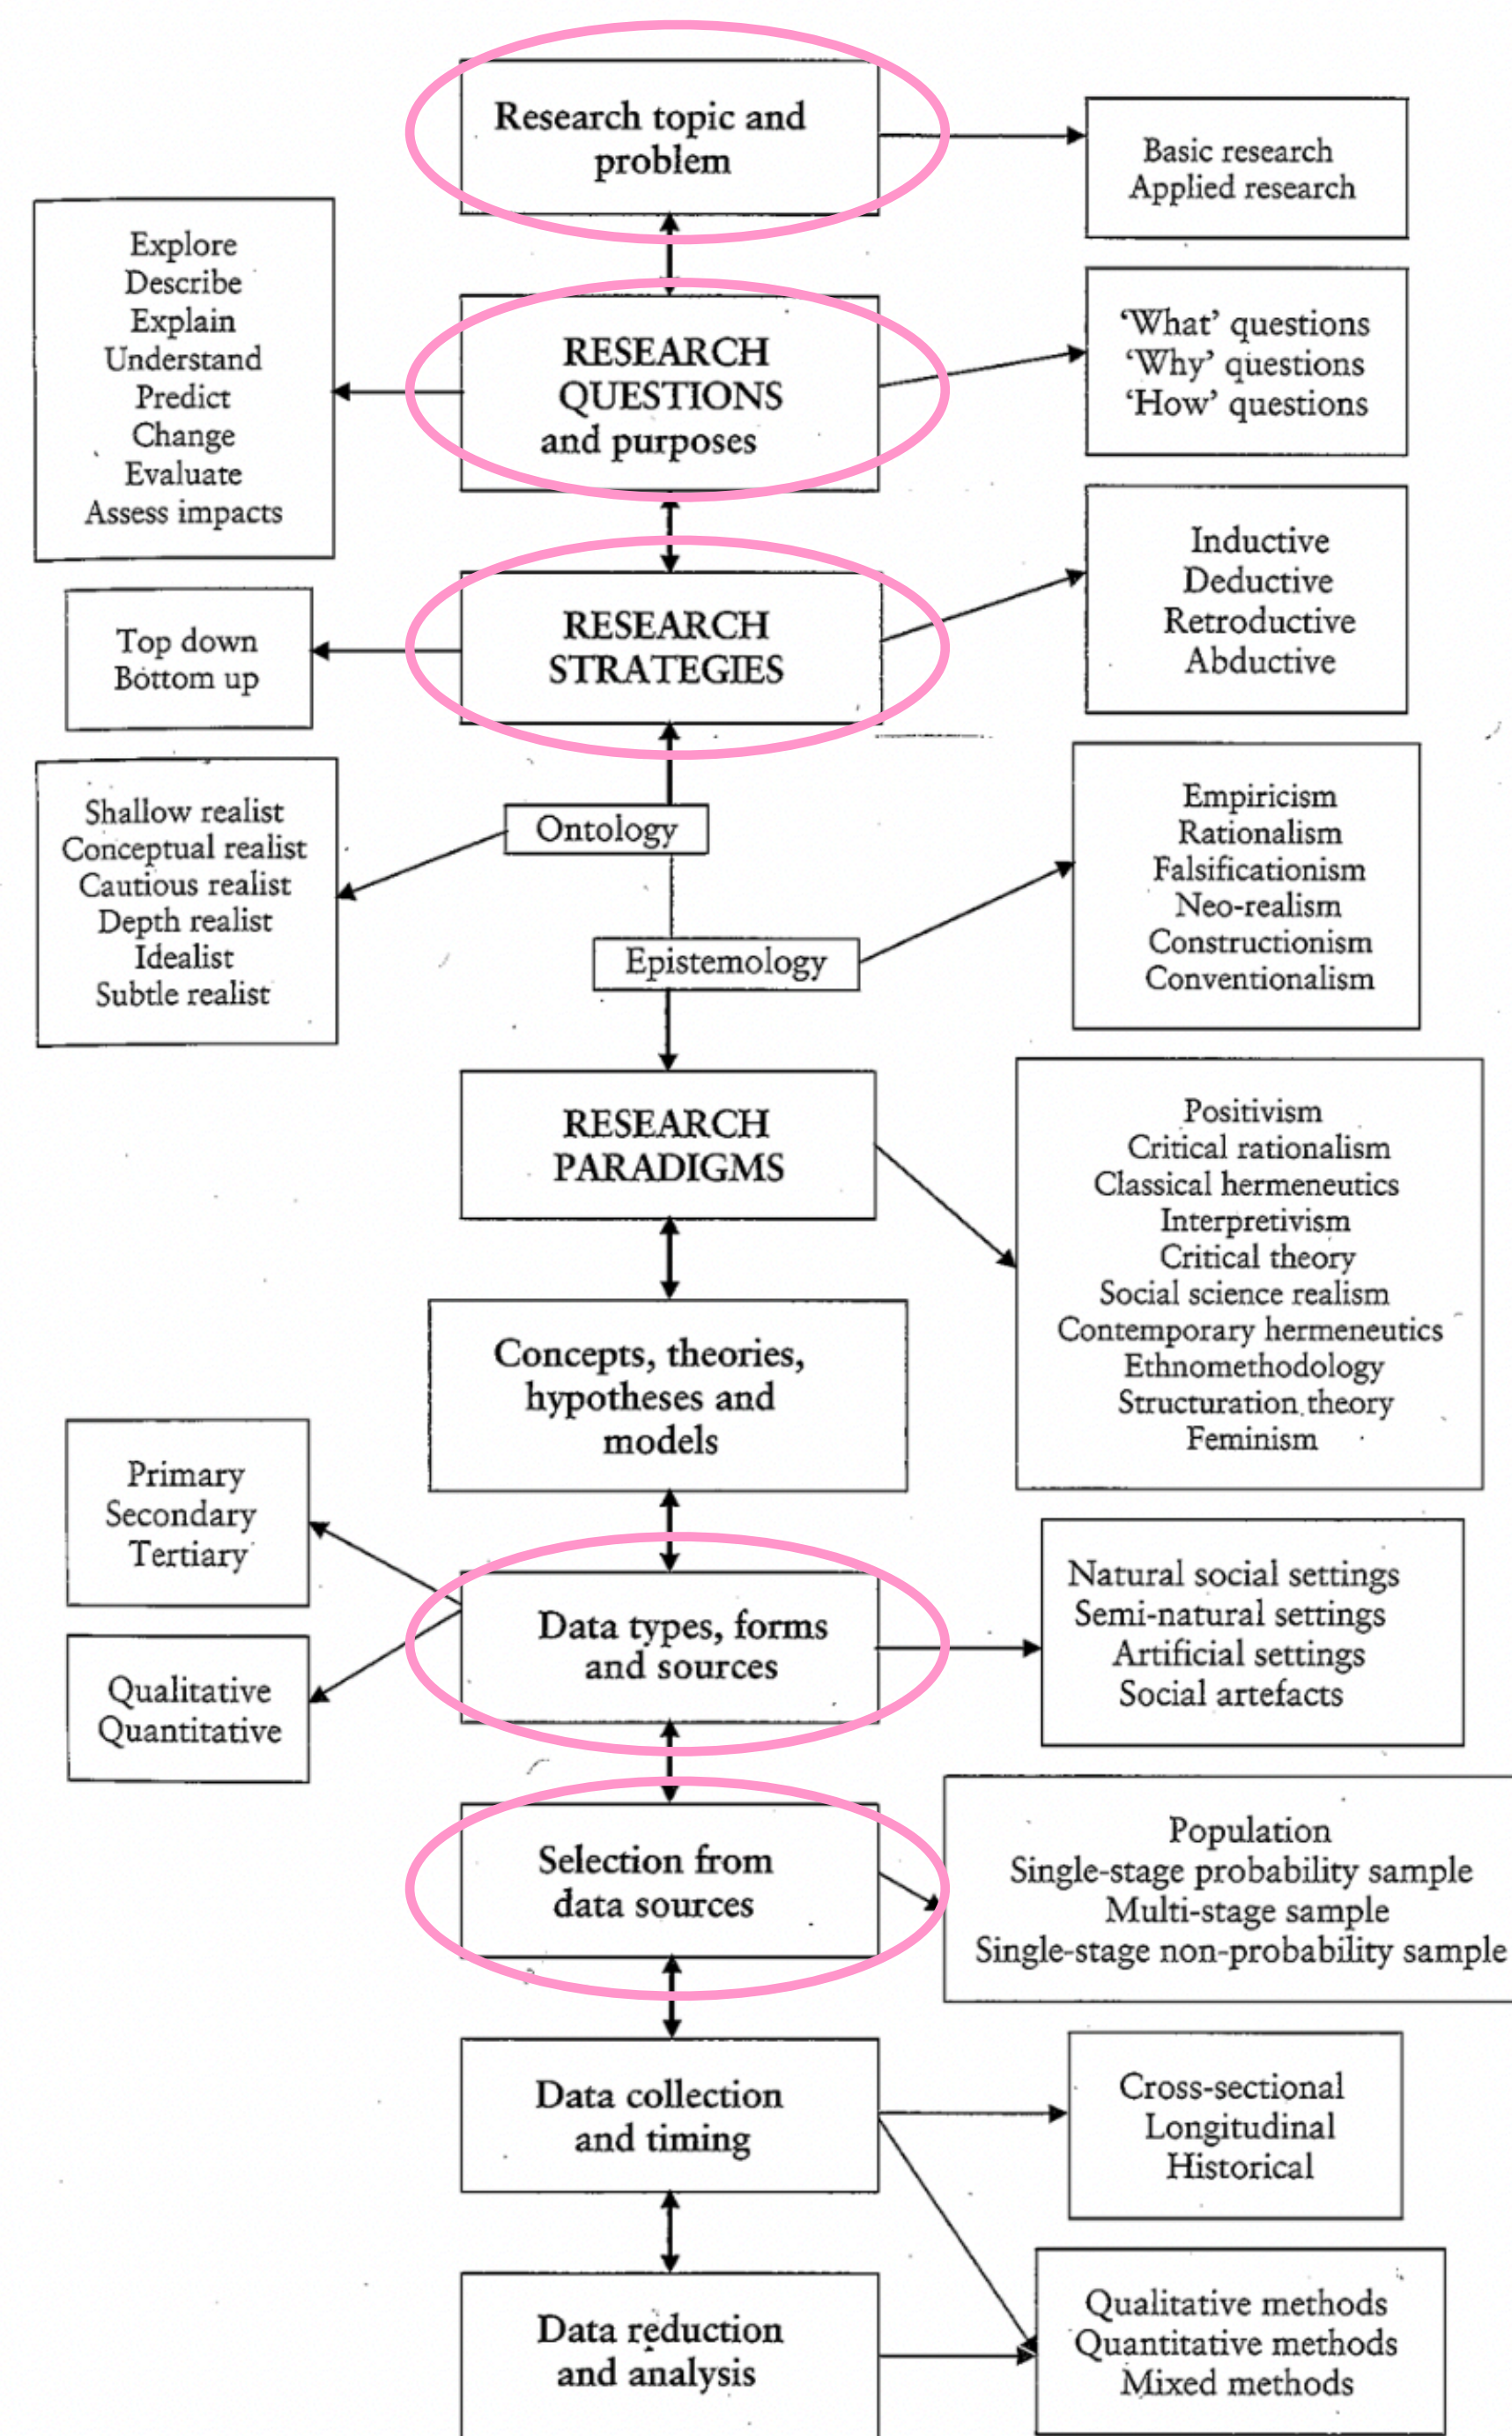 Research topic and
problem
Basic research
Applied research
Explore
Describe
Explain
Understand
Predict
Change
Evaluate
Assess impacts
RESEARCH
QUESTIONS
and purposes
‘What’ questions
‘Why’ questions
‘How’ questions
Top down
Bottom up
RESEARCH
STRATEGIES
Inductive
Deductive
Retroductive
Abductive
Shallow realist
Conceptual realist
Cautious realist
Depth realist
Idealist
Subtle realist
Ontology
Epistemology
Empiricism
Rationalism
Falsificationism
Neo-realism
Constructionism
Conventionalism
RESEARCH
PARADIGMS
Positivism
Critical rationalism
Classical hermeneutics
Interpretivism
Critical theory
Social science realism
Contemporary hermeneutics
Ethnomethodology
Structuration theory
Feminism
Concepts, theories,
hypotheses and
models
Primary
Secondary
Tertiary
Qualitative
Quantitative
Data types, forms
and sources
Natural social settings
Semi-natural settings
Artificial settings
Social artefacts
Selection from
data sources
Population
Single-stage probability sample
Multi-stage sample
Single-stage non-probability sample
Data collection
and timing
Cross-sectional
Longitudinal
Historical
Data reduction
and analysis
Qualitative methods
Quantitative methods
Mixed methods